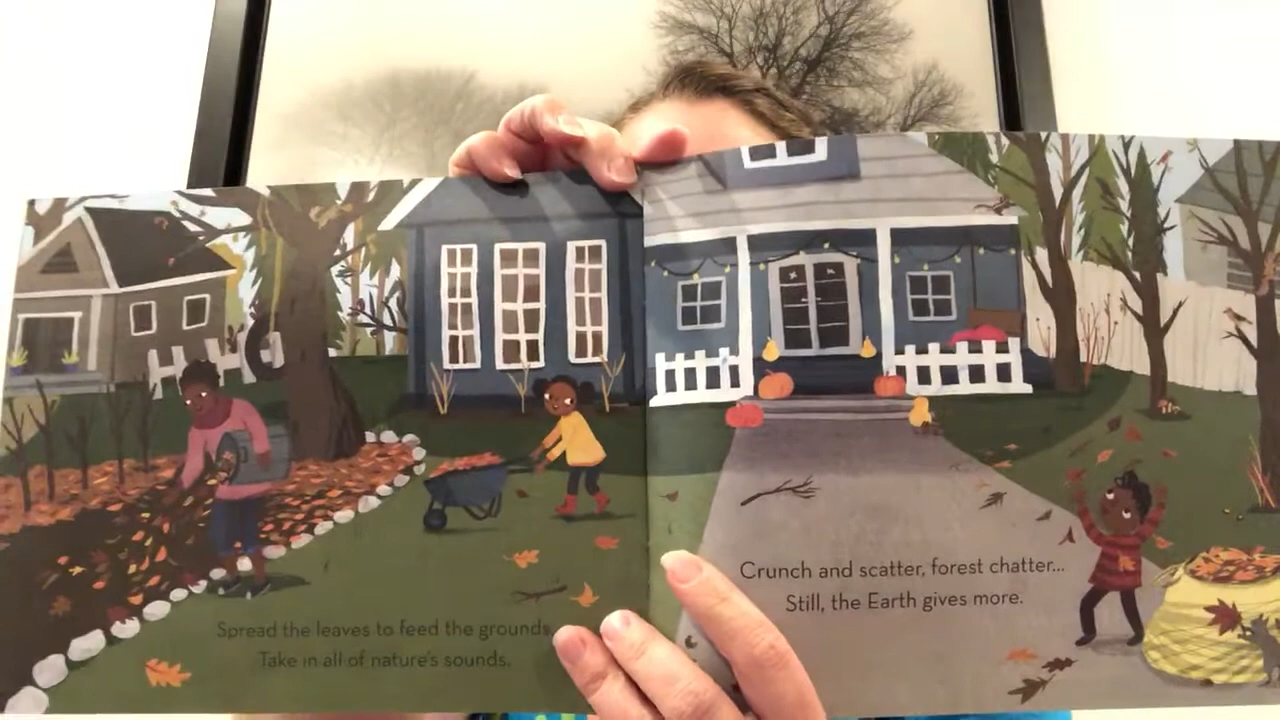 Spread the leaves to feed the grounds.
Take in all of nature's sounds.
Crunch and scatter, forest chatter...
Still, the Earth gives more.